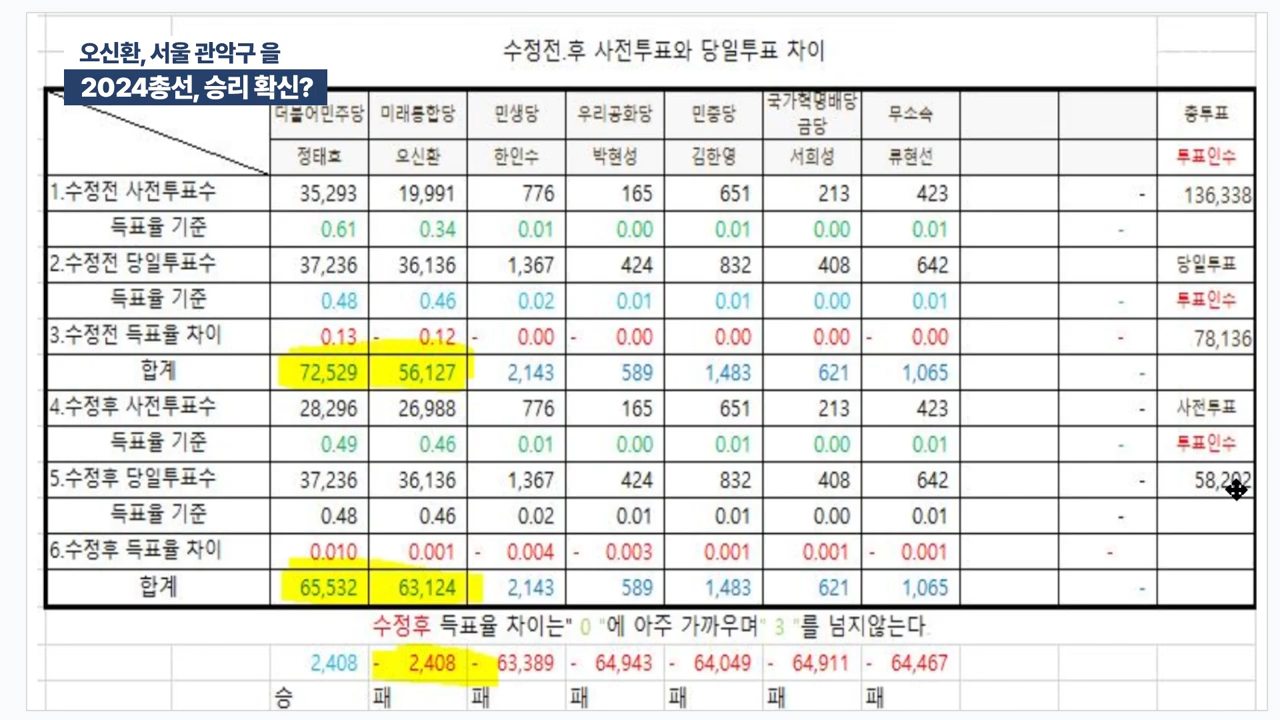 오신환, 서울 관악구 을
2024총선, 승리 확신?
수정전.후 사전투표와 당일투표 차이
더불어민주당 미래통합당 민생당 우리공화당 민중당 국가혁명배당금당 무소속 총투표
정태호 오신환 한인수 박현성 김한영 서희성 류현선 투표인수
1.수정전 사전투표수 35,293 19,991 776 165 651 213 423 - 136,338
득표율 기준 0.61 0.34 0.01 0.00 0.01 0.00 0.01 -
2.수정전 당일투표수 37,236 36,136 1,367 424 832 408 642 당일투표
득표율 기준 0.48 0.46 0.02 0.01 0.01 0.00 0.01 - 투표인수
3.수정전 득표율 차이 0.13 - 0.12 - 0.00 - 0.00 0.00 0.00 - 0.00 - 78,136
합계 72,529 56,127 2,143 589 1,483 621 1,065 -
4.수정후 사전투표수 28,296 26,988 776 165 651 213 423 - 사전투표
득표율 기준 0.49 0.46 0.01 0.00 0.01 0.00 0.01 - 투표인수
5.수정후 당일투표수 37,236 36,136 1,367 424 832 408 642 -
득표율 기준 0.48 0.46 0.02 0.01 0.01 0.00 0.01 -
6.수정후 득표율 차이 0.010 0.001 - 0.004 - 0.003 0.001 0.001 - 0.001 -
합계 65,532 63,124 2,143 589 1,483 621 1,065 -
수정후 득표율 차이는" 0 "에 아주 가까우며" 3 "를 넘지않는다.
2,408 - 2,408 - 63,389 - 64,943 - 64,049 - 64,911 - 64,467
승 패 패 패 패 패 패